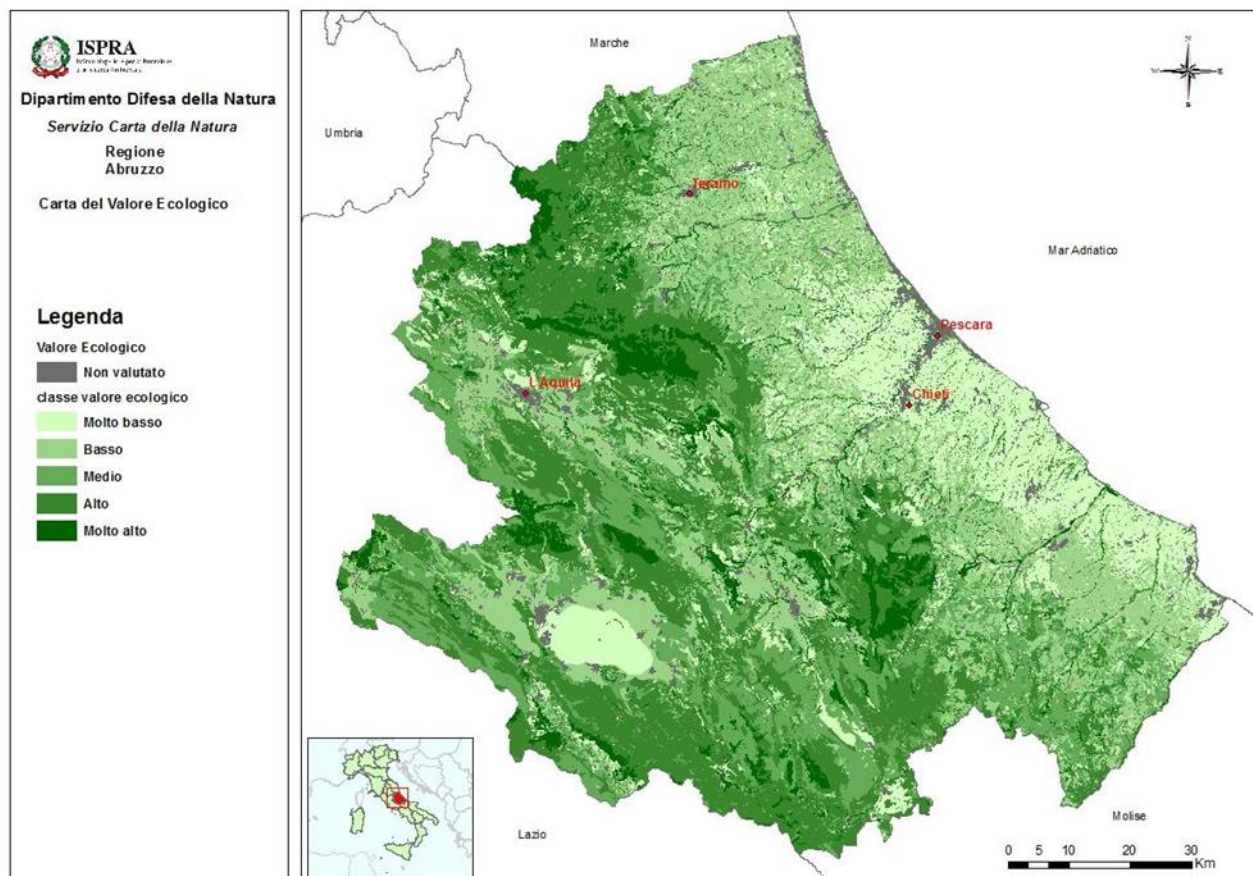 ISPRA
Dipartimento Difesa della Natura
Servizio Carta della Natura
Regione
Abruzzo
Carta del Valore Ecologico
Legenda
Valore Ecologico
Non valutato
classe valore ecologico
Molto basso
Basso
Medio
Alto
Molto alto
Marche
Umbria
N
W
E
S
Teramo
Mar Adriatico
Pescara
L'Aquila
Chieti
Lazio
Molise
0 5 10 20 30
Km